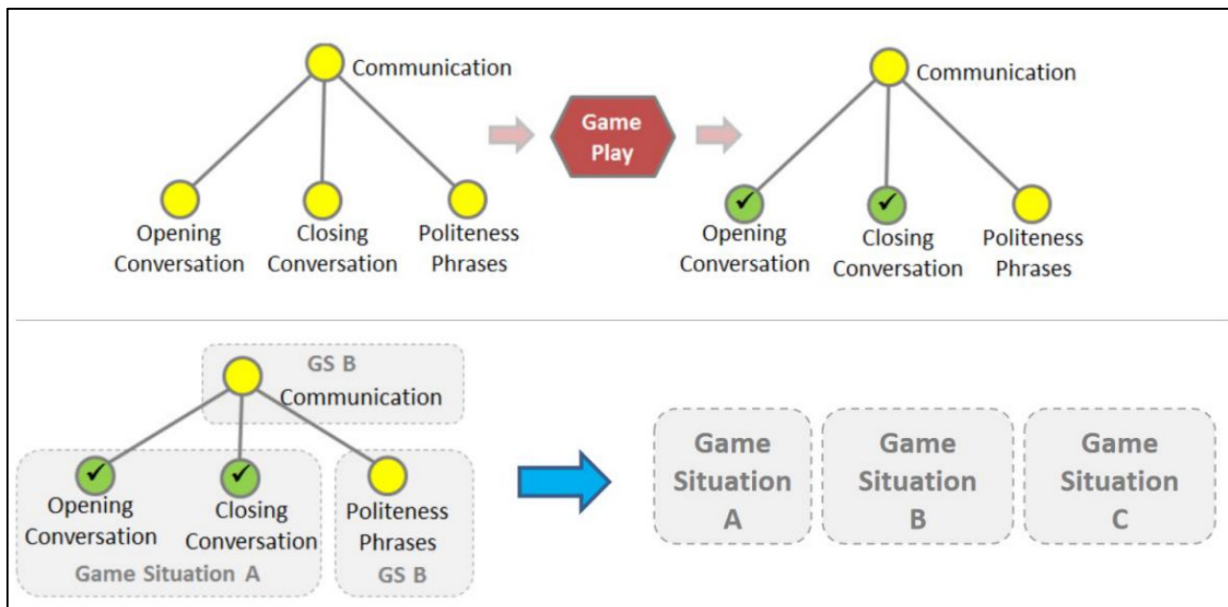 Communication
Opening
Conversation
Closing
Conversation
Politeness
Phrases
Game
Play
Communication
Opening
Conversation
Closing
Conversation
Politeness
Phrases
GS B
Communication
Opening
Conversation
Closing
Conversation
Game Situation A
Politeness
Phrases
GS B
Game
Situation
A
Game
Situation
B
Game
Situation
C